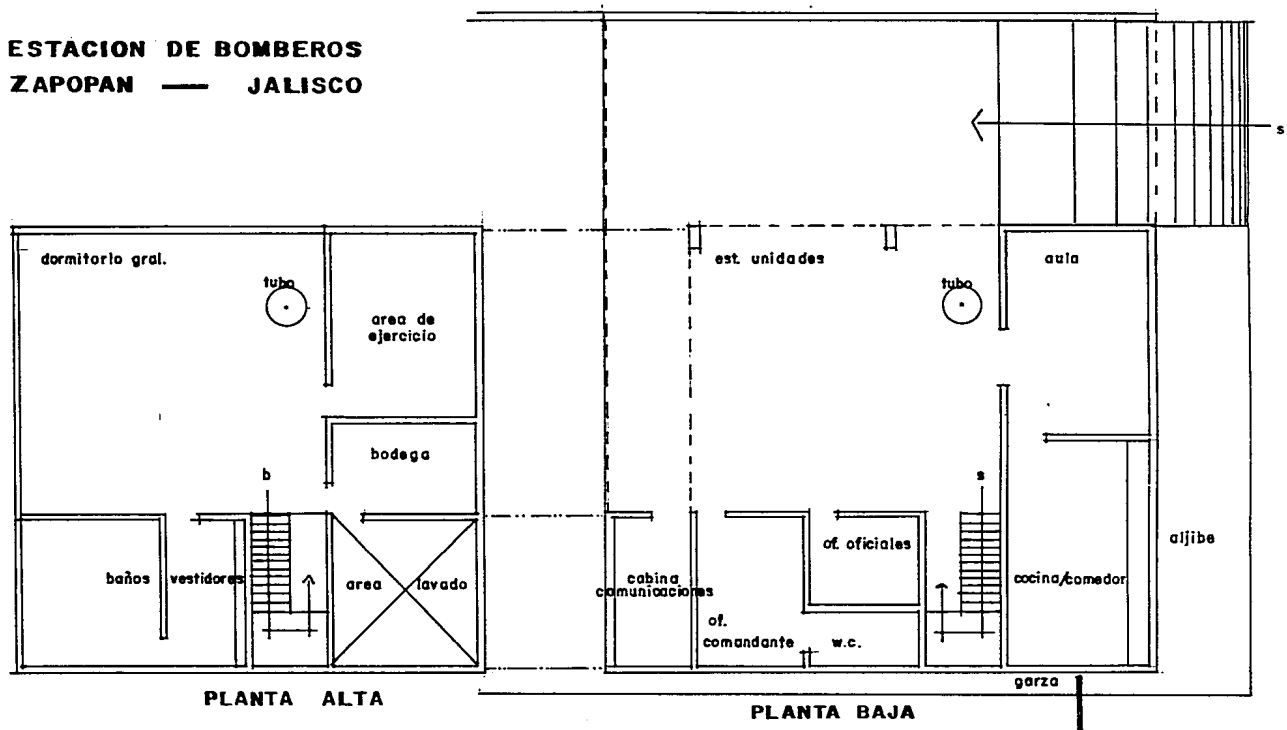 ESTACION DE BOMBEROS
ZAPOPAN — JALISCO
s
dormitorio gral.
tubo
area de
ejercicio
bodega
b
baños
vestidores
area lavado
PLANTA ALTA
est. unidades
tubo
aula
s
of. oficiales
cabina
comunicaciones
of.
comandante
w.c.
cocina/comedor
aljibe
garza
PLANTA BAJA